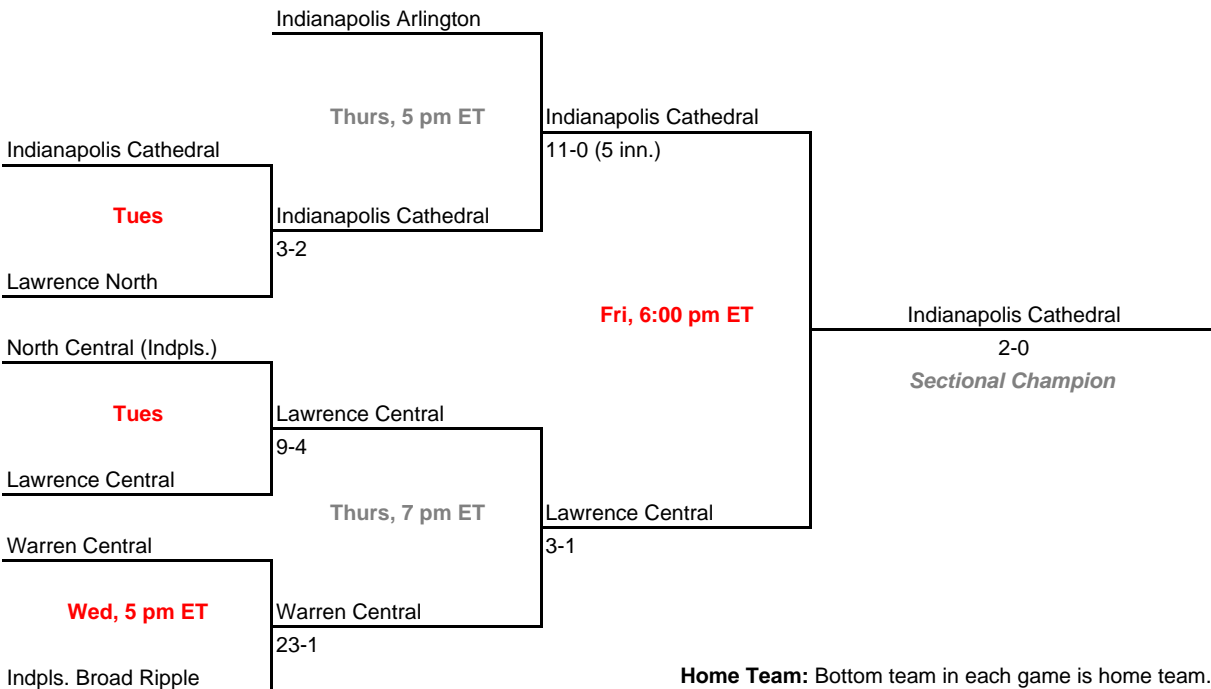 Indianapolis Arlington
Thurs, 5 pm ET
Indianapolis Cathedral
Indianapolis Cathedral
11-0 (5 inn.)
Tues
Indianapolis Cathedral
3-2
Lawrence North
Fri, 6:00 pm ET
Indianapolis Cathedral
North Central (Indpls.)
2-0
Sectional Champion
Tues
Lawrence Central
9-4
Lawrence Central
Thurs, 7 pm ET
Lawrence Central
Warren Central
3-1
Wed, 5 pm ET
Warren Central
23-1
Indpls. Broad Ripple
Home Team: Bottom team in each game is home team.